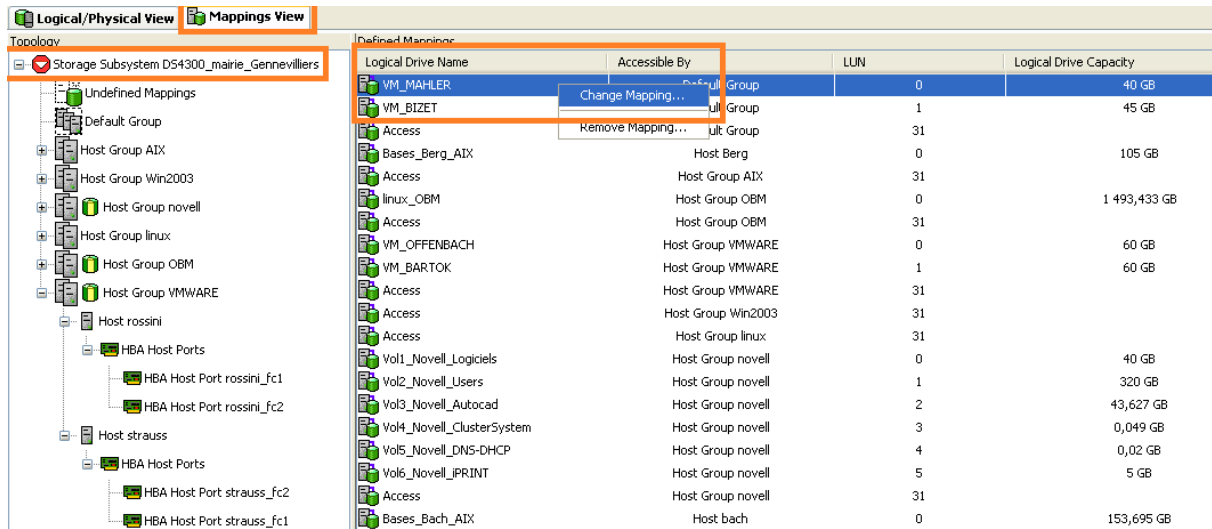 Logical/Physical View Mappings View
Topology
Storage Subsystem DS4300_mairie_Gennevilliers
Undefined Mappings
Default Group
Host Group AIX
Host Group Win2003
Host Group novell
Host Group linux
Host Group OBM
Host Group VMWARE
Host rossini
HBA Host Ports
HBA Host Port rossini_fc1
HBA Host Port rossini_fc2
Host strauss
HBA Host Ports
HBA Host Port strauss_fc2
HBA Host Port strauss_fc1
Defined Mappings
Logical Drive Name Accessible By LUN Logical Drive Capacity
VM_MAHLER Default Group 0 40 GB
VM_BIZET ult Group 1 45 GB
Access ult Group 31
Bases_Berg_AIX Host Berg 0 105 GB
Access Host Group AIX 31
linux_OBM Host Group OBM 0 1 493,433 GB
Access Host Group OBM 31
VM_OFFENBACH Host Group VMWARE 0 60 GB
VM_BARTOK Host Group VMWARE 1 60 GB
Access Host Group VMWARE 31
Access Host Group Win2003 31
Access Host Group linux 31
Vol1_Novell_Logiciels Host Group novell 0 40 GB
Vol2_Novell_Users Host Group novell 1 320 GB
Vol3_Novell_Autocad Host Group novell 2 43,627 GB
Vol4_Novell_ClusterSystem Host Group novell 3 0,049 GB
Vol5_Novell_DNS-DHCP Host Group novell 4 0,02 GB
Vol6_Novell_iPRINT Host Group novell 5 5 GB
Access Host Group novell 31
Bases_Bach_AIX Host bach 0 153,695 GB
Change Mapping...
Remove Mapping...